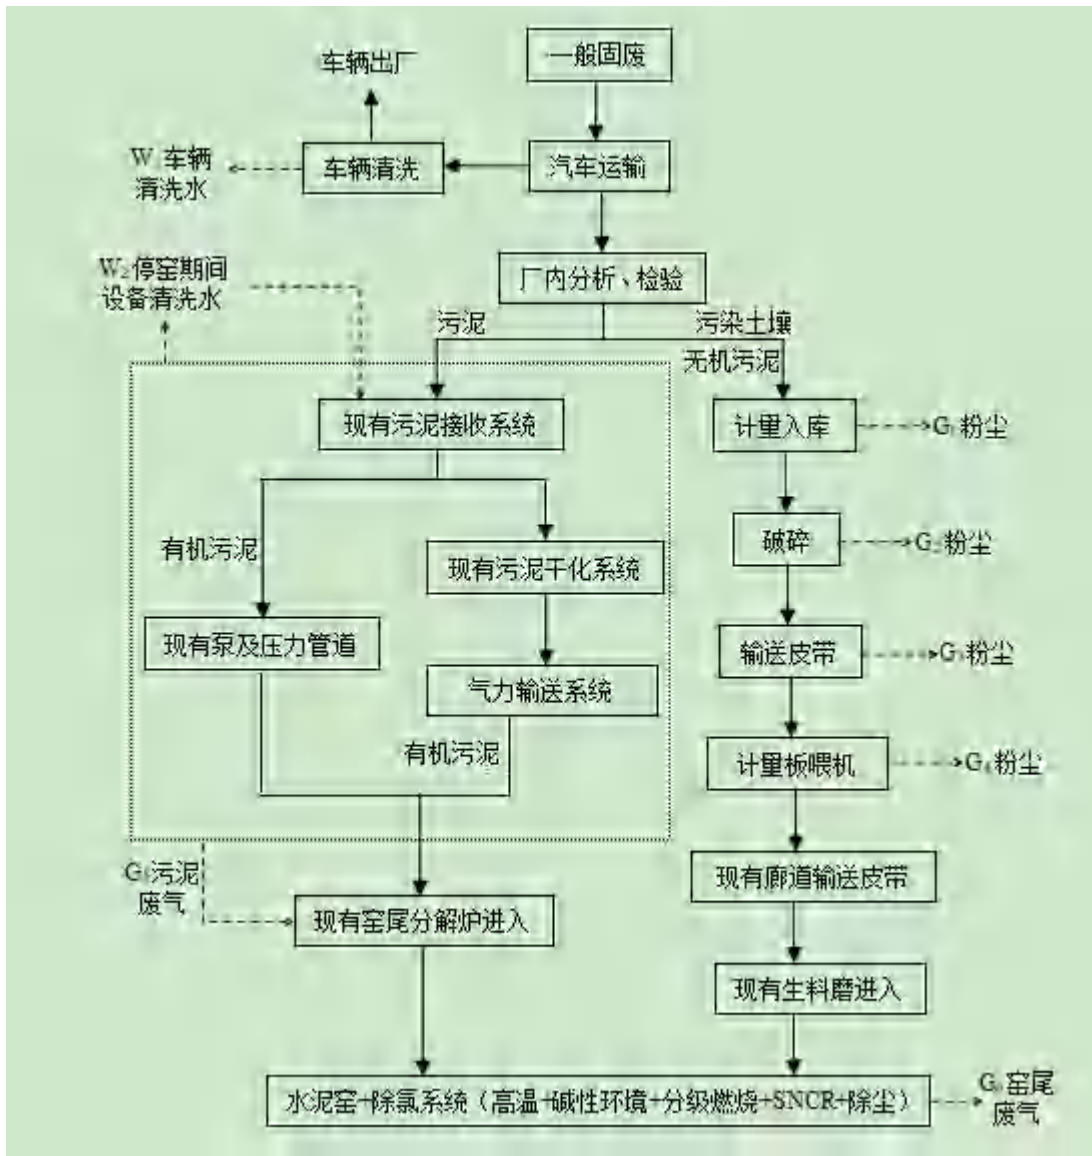 一般固废
车辆出厂
W₁车辆
清洗水
车辆清洗
汽车运输
厂内分析、检验
W₂停窑期间
设备清洗水
污泥
污染土壤
无机污泥
现有污泥接收系统
计量入库
G₁粉尘
有机污泥
现有污泥干化系统
破碎
G₂粉尘
现有泵及压力管道
气力输送系统
输送皮带
G₃粉尘
有机污泥
计量板喂机
G₄粉尘
G₅污泥
废气
现有廊道输送皮带
现有窑尾分解炉进入
现有生料磨进入
水泥窑+除氯系统（高温+碱性环境+分级燃烧+SNCR+除尘）
G₆窑尾
废气